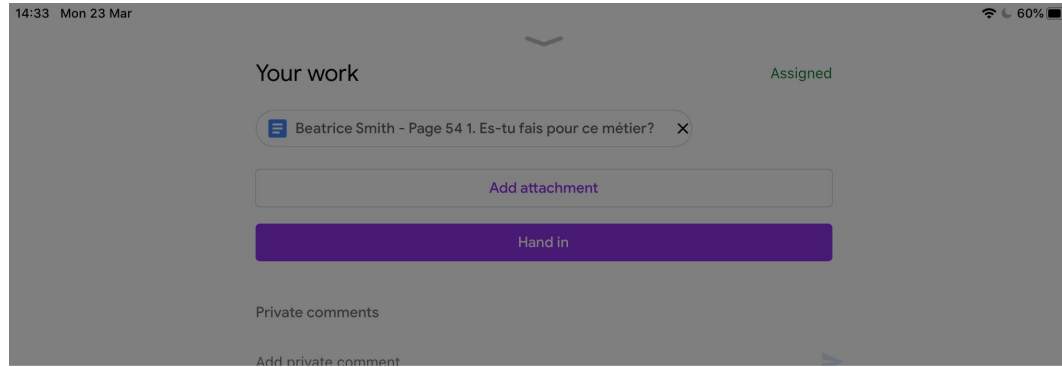 14:33 Mon 23 Mar 60%
Your work Assigned
Beatrice Smith - Page 54 1. Es-tu fais pour ce métier?
Add attachment
Hand in
Private comments
Add private comment